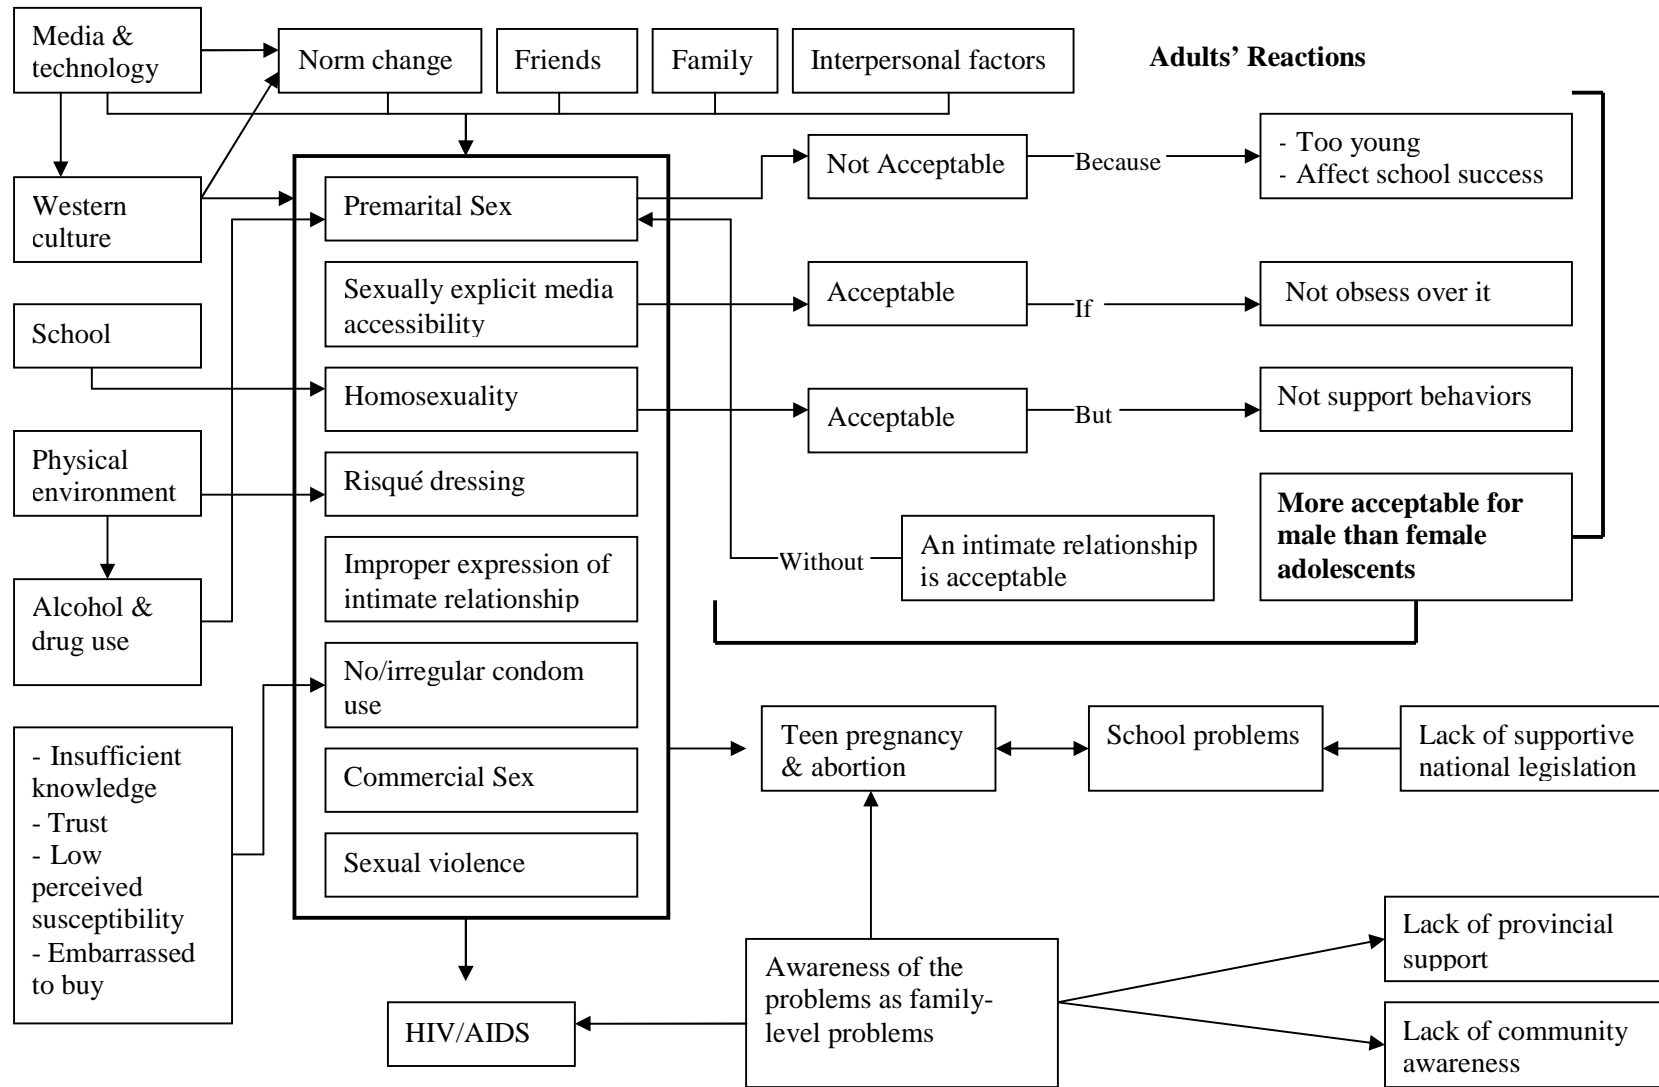 Media &
technology
Norm change
Friends
Family
Interpersonal factors
Adults’ Reactions
Western
culture
School
Physical
environment
Alcohol &
drug use
- Insufficient
knowledge
- Trust
- Low
perceived
susceptibility
- Embarrassed
to buy
Premarital Sex
Sexually explicit media
accessibility
Homosexuality
Risqué dressing
Improper expression of
intimate relationship
No/irregular condom
use
Commercial Sex
Sexual violence
Not Acceptable
Because
- Too young
- Affect school success
Acceptable
If
Not obsess over it
Acceptable
But
Not support behaviors
Without
An intimate relationship
is acceptable
More acceptable for
male than female
adolescents
Teen pregnancy
& abortion
School problems
Lack of supportive
national legislation
HIV/AIDS
Awareness of the
problems as family-
level problems
Lack of provincial
support
Lack of community
awareness